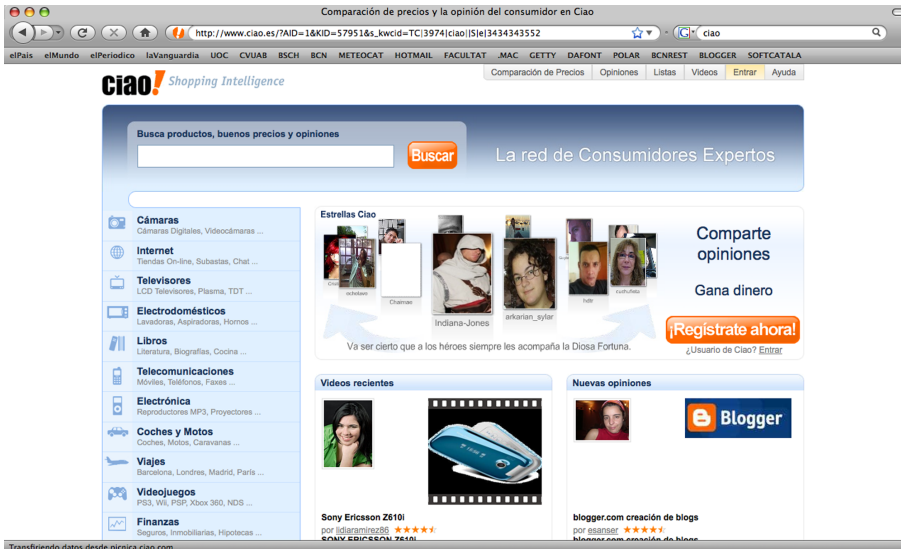 Comparación de precios y la opinión del consumidor en Ciao
http://www.ciao.es/?AID=1&KID=57951&s_kwcid=TC|3974|ciao||S|e|3434343552
ciao
elPais elMundo elPeriodico laVanguardia UOC CVUAB BSCH BCN METEOCAT HOTMAIL FACULTAT .MAC GETTY DAFONT POLAR BCNREST BLOGGER SOFTCATALA
ciao! Shopping Intelligence
Comparación de Precios Opiniones Listas Videos Entrar Ayuda
Busca productos, buenos precios y opiniones
Buscar
La red de Consumidores Expertos
Cámaras
Cámaras Digitales, Videocámaras ...
Internet
Tiendas On-line, Subastas, Chat ...
Televisores
LCD Televisores, Plasma, TDT ...
Electrodomésticos
Lavadoras, Aspiradoras, Hornos ...
Libros
Literatura, Biografías, Cocina ...
Telecomunicaciones
Móviles, Teléfonos, Faxes ...
Electrónica
Reproductores MP3, Proyectores ...
Coches y Motos
Coches, Motos, Caravanas ...
Viajes
Barcelona, Londres, Madrid, París ...
Videojuegos
PS3, Wii, PSP, Xbox 360, NDS ...
Finanzas
Seguros, Inmobiliarias, Hipotecas ...
Estrellas Ciao
Indiana-Jones
arkarian_sylar
Va ser cierto que a los héroes siempre les acompaña la Diosa Fortuna.
Comparte
opiniones
Gana dinero
¡Regístrate ahora!
¿Usuario de Ciao? Entrar
Videos recientes
Sony Ericsson Z610i
por lidiaramirez86
SONY ERICSSON Z610i
Nuevas opiniones
Blogger
blogger.com creación de blogs
por esanser
blogger.com creación de blogs
Transfiriendo datos desde picnica.ciao.com